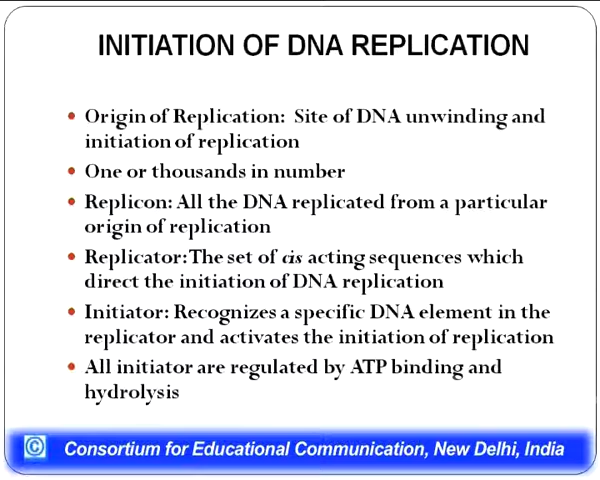 INITIATION OF DNA REPLICATION
• Origin of Replication: Site of DNA unwinding and
initiation of replication
• One or thousands in number
• Replicon: All the DNA replicated from a particular
origin of replication
• Replicator:The set of cis acting sequences which
direct the initiation of DNA replication
• Initiator: Recognizes a specific DNA element in the
replicator and activates the initiation of replication
• All initiator are regulated by ATP binding and
hydrolysis
© Consortium for Educational Communication, New Delhi, India